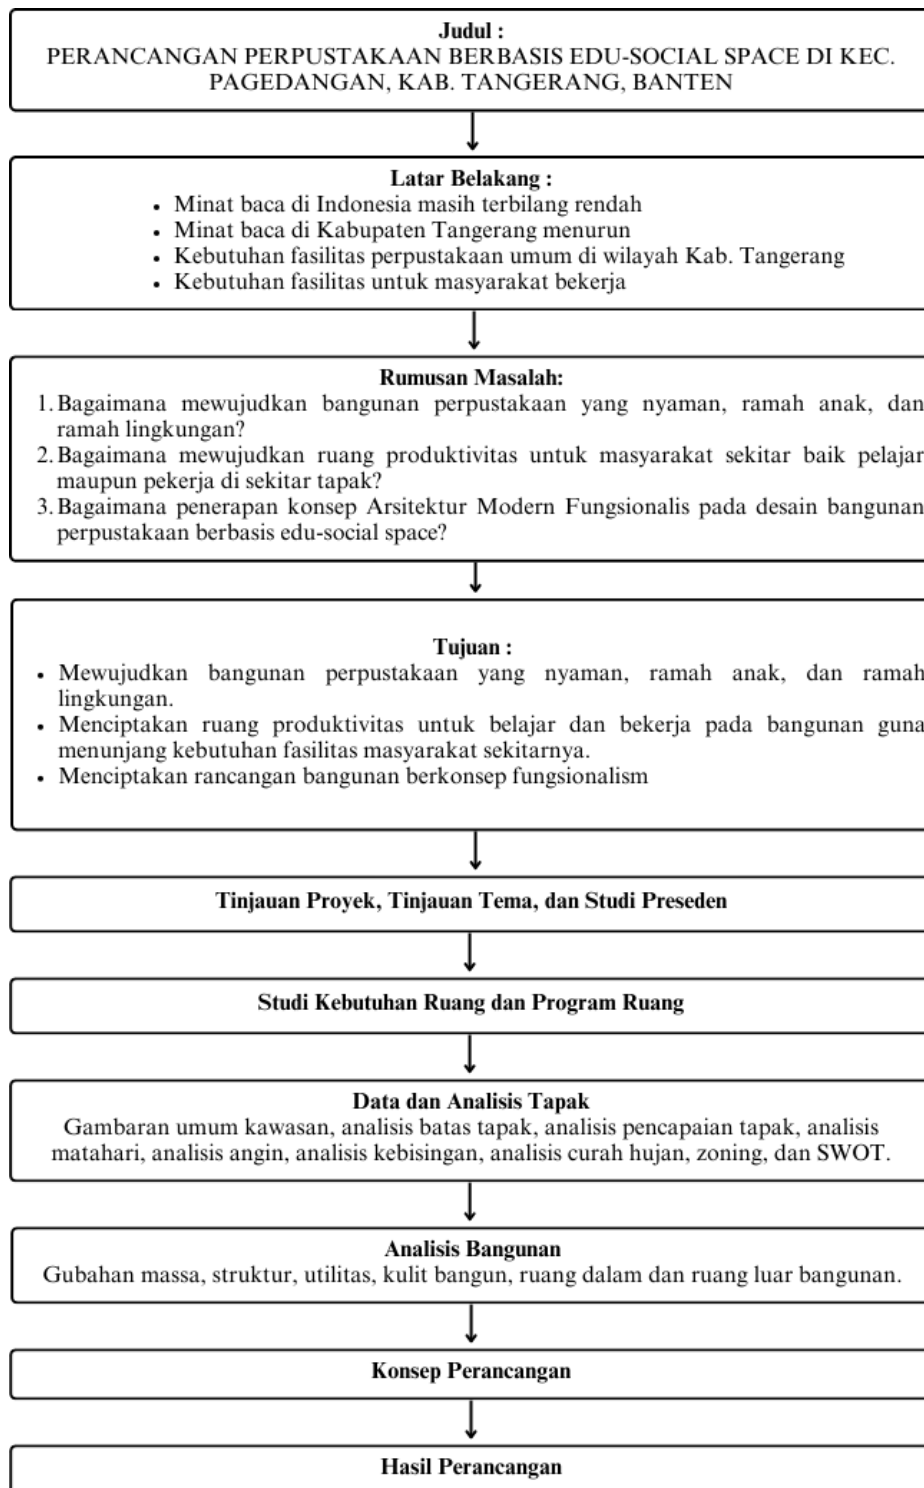 Judul :
PERANCANGAN PERPUSTAKAAN BERBASIS EDU-SOCIAL SPACE DI KEC.
PAGEDANGAN, KAB. TANGERANG, BANTEN
Latar Belakang :
• Minat baca di Indonesia masih terbilang rendah
• Minat baca di Kabupaten Tangerang menurun
• Kebutuhan fasilitas perpustakaan umum di wilayah Kab. Tangerang
• Kebutuhan fasilitas untuk masyarakat bekerja
Rumusan Masalah:
1. Bagaimana mewujudkan bangunan perpustakaan yang nyaman, ramah anak, dan
ramah lingkungan?
2. Bagaimana mewujudkan ruang produktivitas untuk masyarakat sekitar baik pelajar
maupun pekerja di sekitar tapak?
3. Bagaimana penerapan konsep Arsitektur Modern Fungsionalis pada desain bangunan
perpustakaan berbasis edu-social space?
Tujuan :
• Mewujudkan bangunan perpustakaan yang nyaman, ramah anak, dan ramah
lingkungan.
• Menciptakan ruang produktivitas untuk belajar dan bekerja pada bangunan guna
menunjang kebutuhan fasilitas masyarakat sekitarnya.
• Menciptakan rancangan bangunan berkonsep fungsionalism
Tinjauan Proyek, Tinjauan Tema, dan Studi Preseden
Studi Kebutuhan Ruang dan Program Ruang
Data dan Analisis Tapak
Gambaran umum kawasan, analisis batas tapak, analisis pencapaian tapak, analisis
matahari, analisis angin, analisis kebisingan, analisis curah hujan, zoning, dan SWOT.
Analisis Bangunan
Gubahan massa, struktur, utilitas, kulit bangun, ruang dalam dan ruang luar bangunan.
Konsep Perancangan
Hasil Perancangan